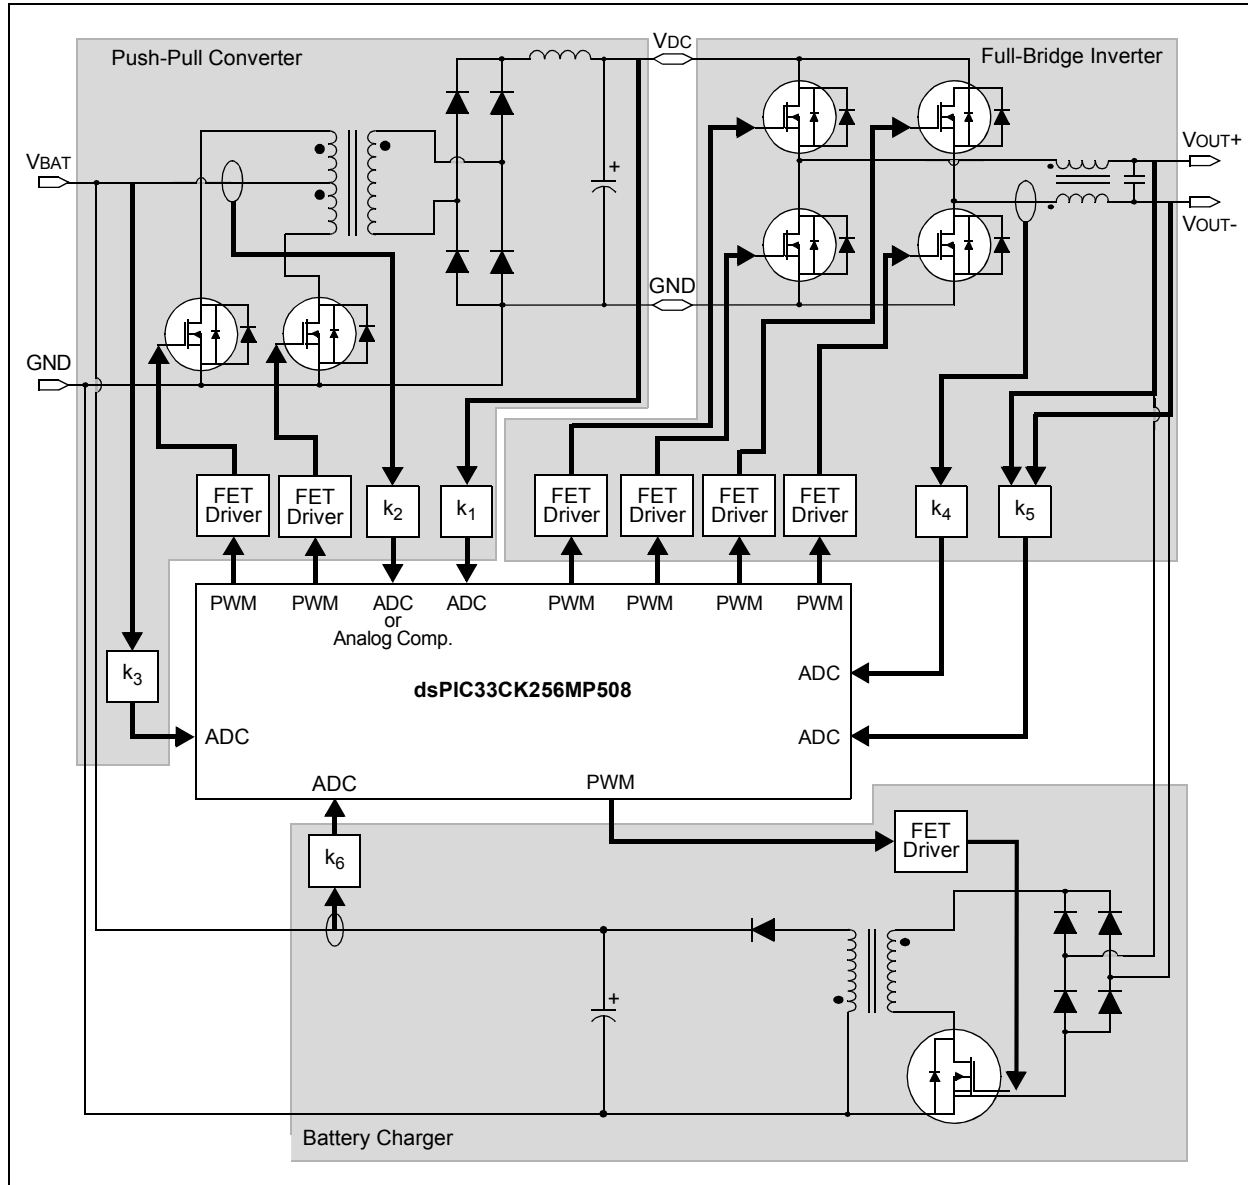 Push-Pull Converter
VDC
Full-Bridge Inverter
VBAT
+
VOUT+
VOUT-
GND
GND
FET
Driver
FET
Driver
k2
k1
FET
Driver
FET
Driver
FET
Driver
FET
Driver
k4
k5
PWM
PWM
ADC
or
Analog Comp.
ADC
PWM
PWM
PWM
PWM
k3
ADC
dsPIC33CK256MP508
ADC
ADC
ADC
PWM
k6
FET
Driver
+
Battery Charger